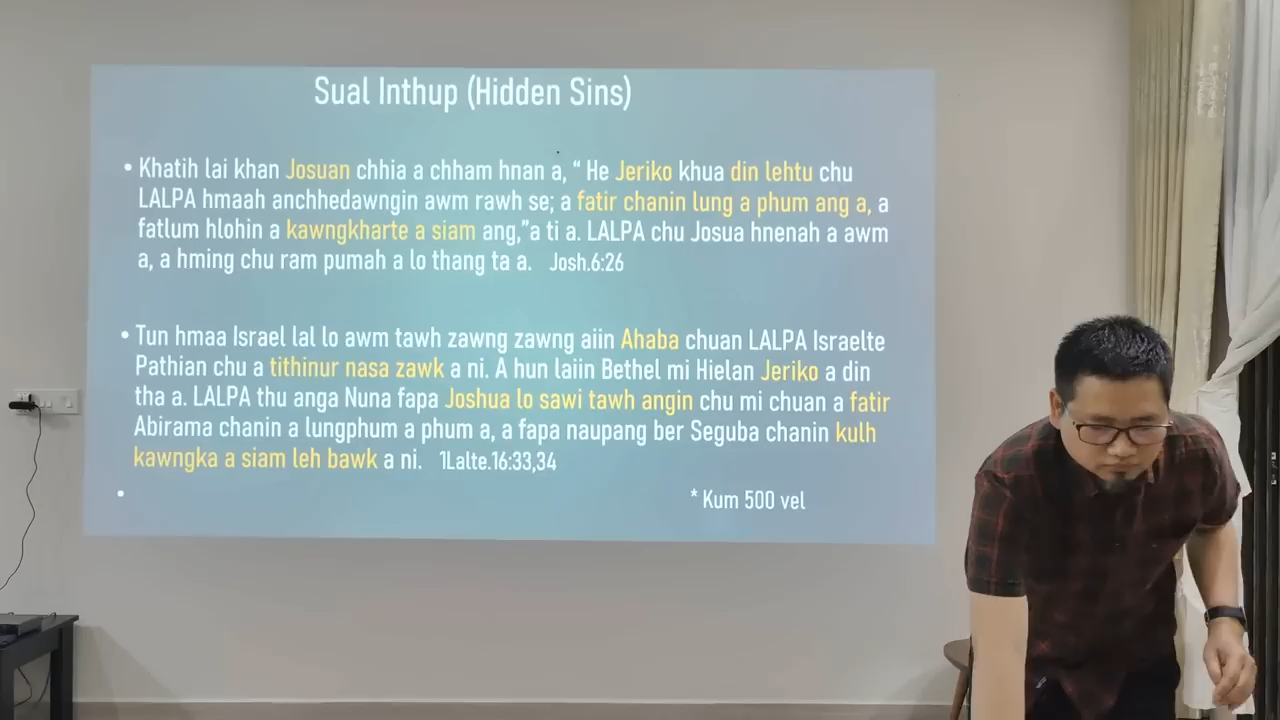 Sual Inthup (Hidden Sins)
• Khatih lai khan Josuan chhia a chham hnan a, “ He Jeriko khua din lehtu chu
LALPA hmaah anchhedawngin awm rawh se; a fatir chanin lung a phum ang a, a
fatlum hlohin a kawngkharte a siam ang,”a ti a. LALPA chu Josua hnenah a awm
a, a hming chu ram pumah a lo thang ta a. Josh.6:26
• Tun hmaa Israel lal lo awm tawh zawng zawng aiin Ahaba chuan LALPA Israelte
Pathian chu a tithinur nasa zawk a ni. A hun laiin Bethel mi Hielan Jeriko a din
tha a. LALPA thu anga Nuna fapa Joshua lo sawi tawh angin chu mi chuan a fatir
Abirama chanin a lungphum a phum a, a fapa naupang ber Seguba chanin kulh
kawngka a siam leh bawk a ni. 1Lalte.16:33,34
• * Kum 500 vel